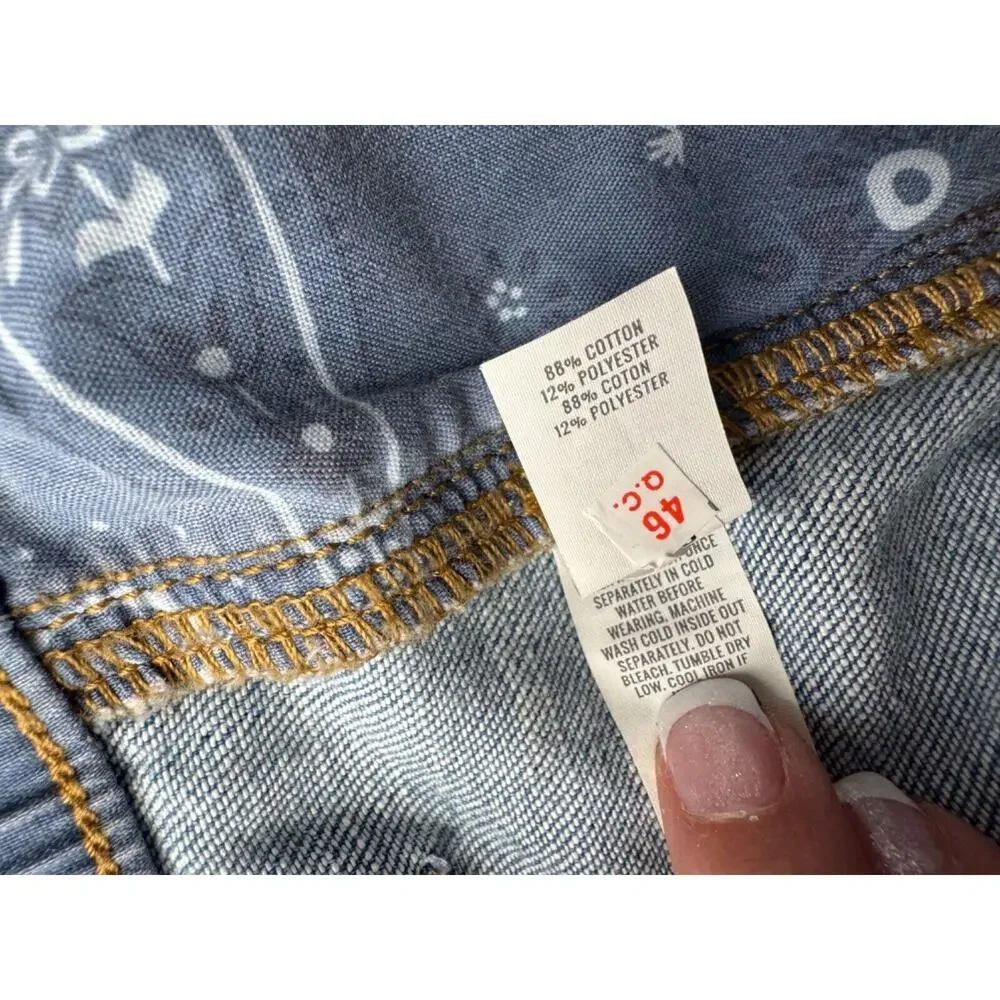 88% COTTON
12% POLYESTER
88% COTON
12% POLYESTER
46
Q.C.
ONCE
SEPARATELY IN COLD
WATER BEFORE
WEARING. MACHINE
WASH COLD INSIDE OUT
SEPARATELY. DO NOT
BLEACH. TUMBLE DRY
LOW. COOL IRON IF